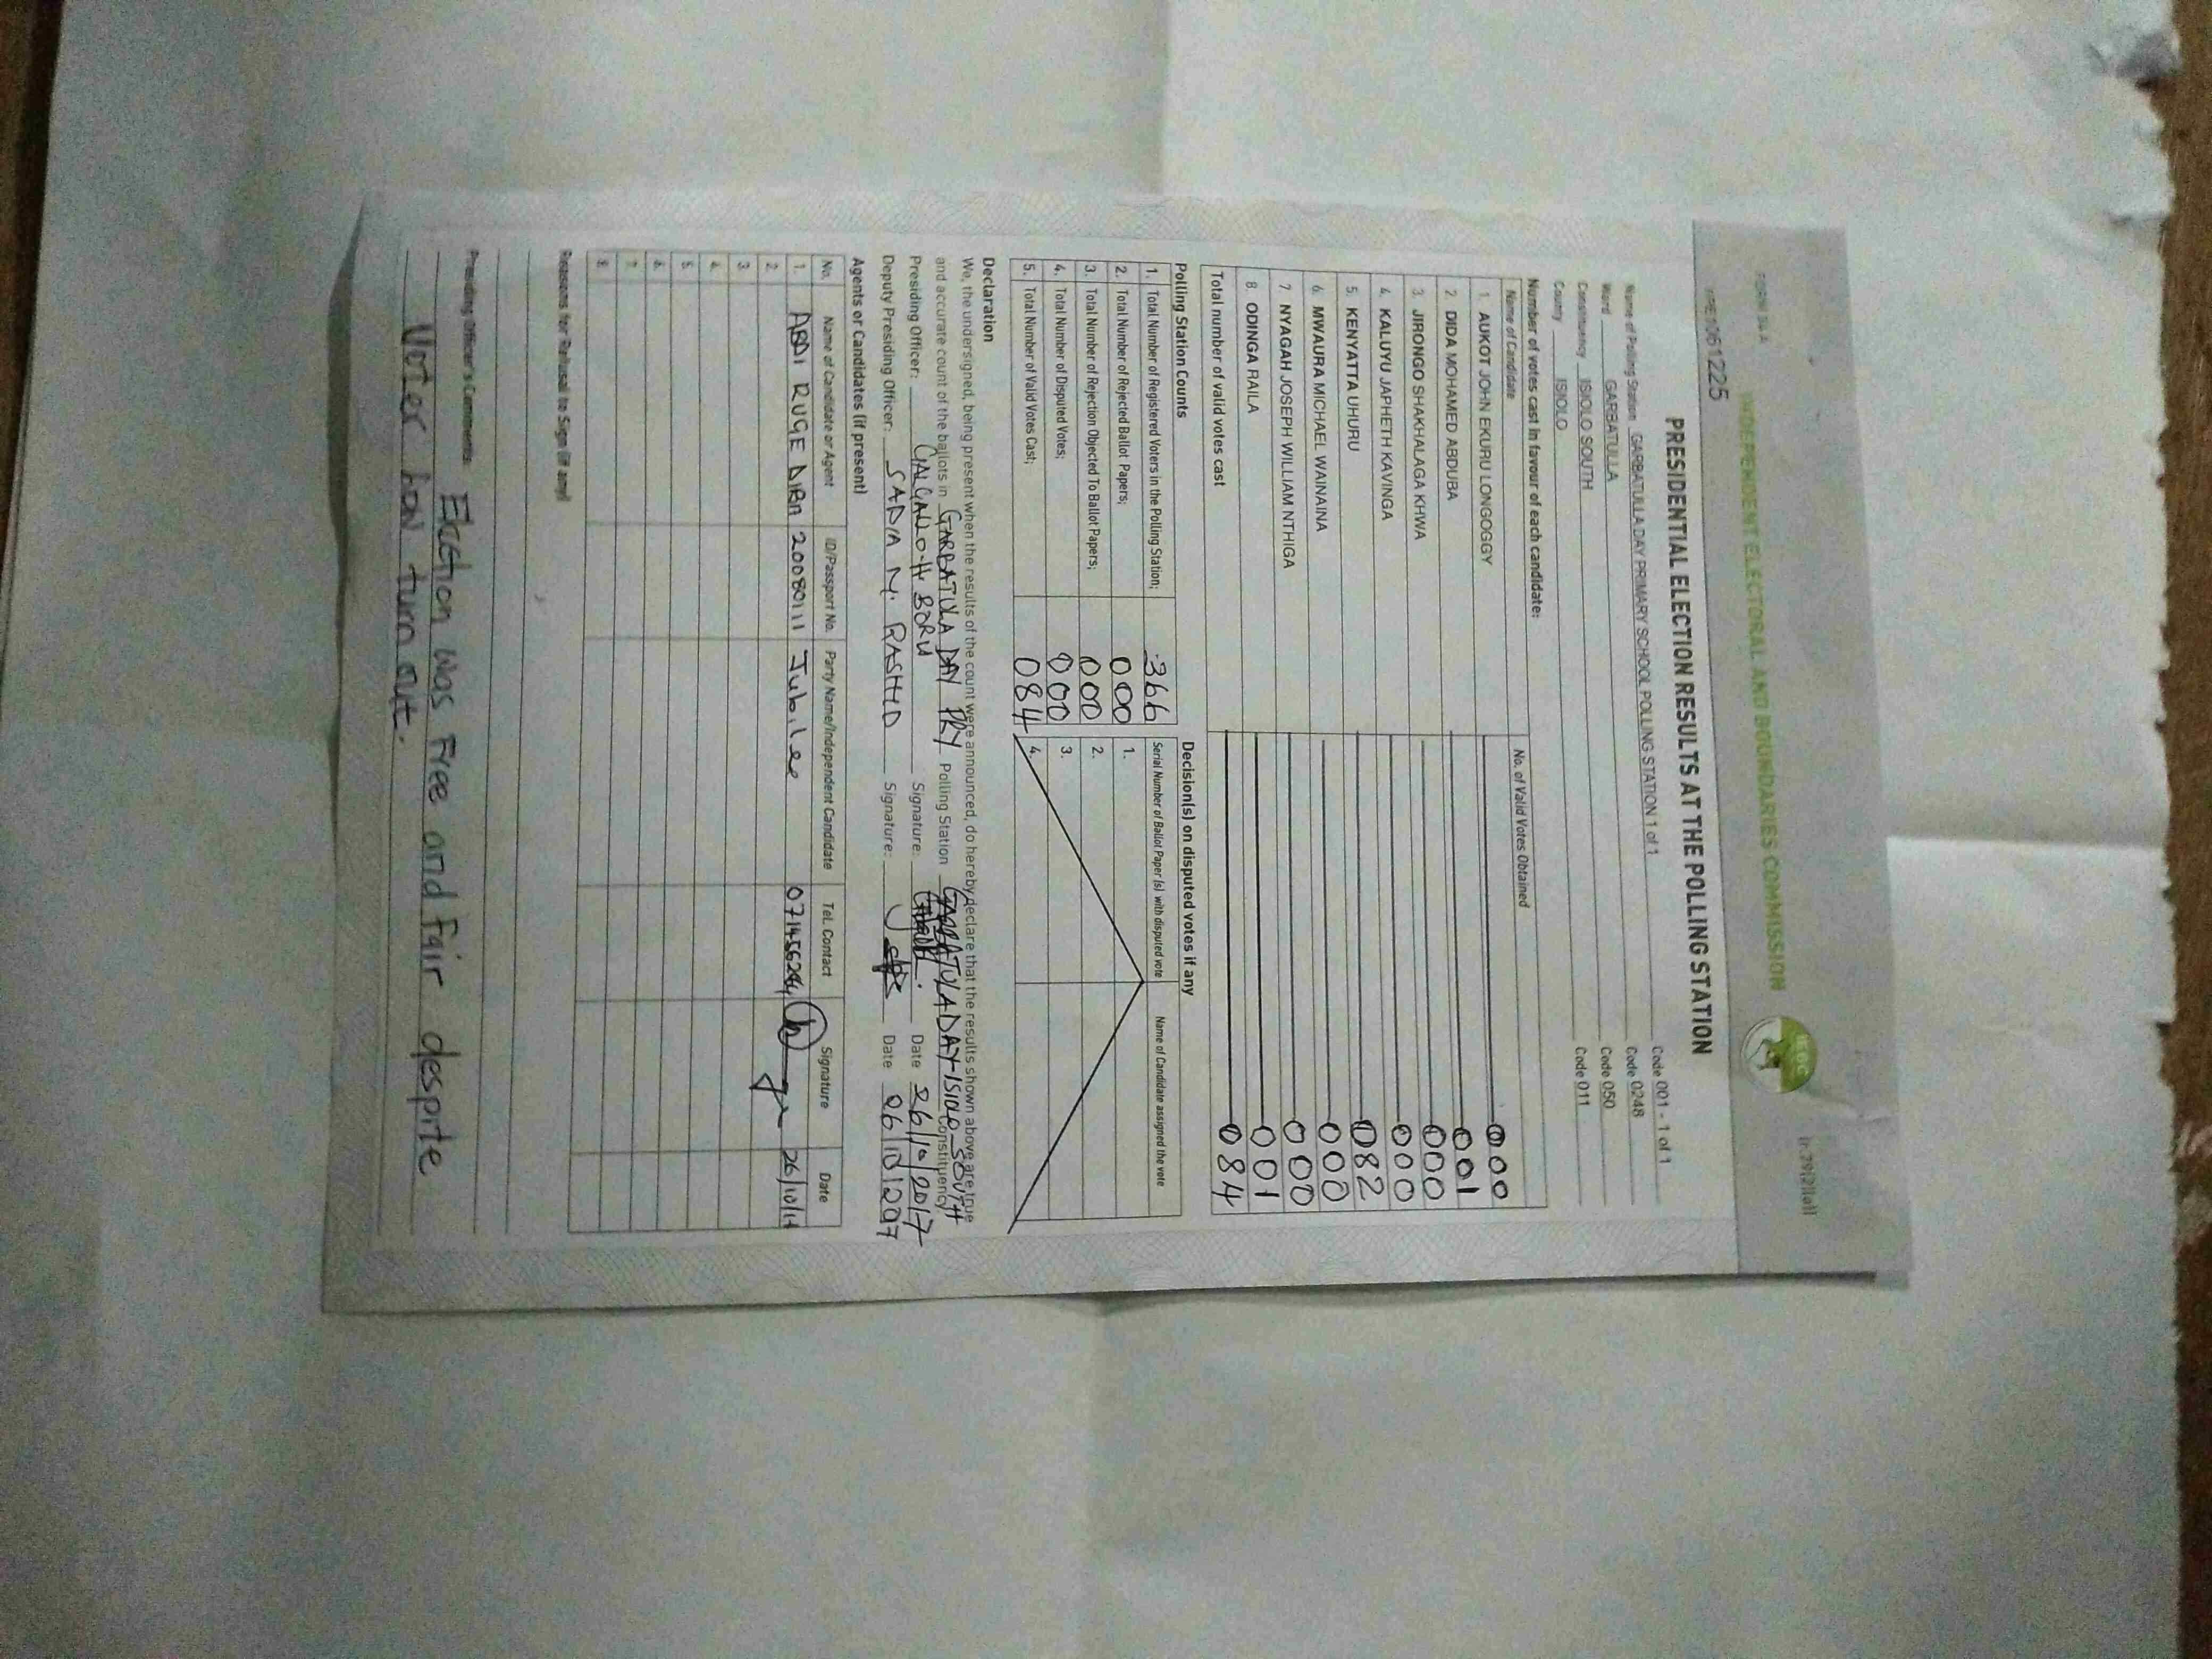 INDEPENDENT ELECTORAL AND BOUNDARIES COMMISSION
IEBC
FORM 34 A
1061225
PRESIDENTIAL ELECTION RESULTS AT THE POLLING STATION
Name of Polling Station GARBATULLA DAY PRIMARY SCHOOL POLLING STATION 1 of 1 Code 001 - 1 of 1
Ward GARBATULLA Code 0248
Constituency ISIOLO SOUTH Code 050
County ISIOLO Code 011
Number of votes cast in favour of each candidate:
Name of Candidate No. of Valid Votes Obtained
1. AUKOT JOHN EKURU LONGOGGY 000
2. DIDA MOHAMED ABDUBA 001
3. JIRONGO SHAKHALAGA KHWA 000
4. KALUYU JAPHETH KAVINGA 000
5. KENYATTA UHURU 082
6. MWAURA MICHAEL WAINAINA 000
7. NYAGAH JOSEPH WILLIAM NTHIGA 000
8. ODINGA RAILA 001
Total number of valid votes cast 084
Polling Station Counts
1. Total Number of Registered Voters in the Polling Station; 366
2. Total Number of Rejected Ballot Papers; 000
3. Total Number of Rejection Objected To Ballot Papers; 000
4. Total Number of Disputed Votes; 000
5. Total Number of Valid Votes Cast; 084
Decision(s) on disputed votes if any
Serial Number of Ballot Paper (s) with disputed vote Name of Candidate assigned the vote
1.
2.
3.
4.
Declaration
We, the undersigned, being present when the results of the count were announced, do hereby declare that the results shown above are true
and accurate count of the ballots in GARBATULA DAY PRY Polling Station GARBATULA DAY-ISIOLO SOUTH Constituency
Presiding Officer: BORU Signature: Date 26/10/2017
Deputy Presiding Officer: SADIA M. RASHID Signature: Date 26/10/2017
Agents or Candidates (if present)
No. Name of Candidate or Agent ID/Passport No. Party Name/Independent Candidate Tel. Contact Signature Date
1. ABDI RUGE DIBA 20080111 Jubilee 26/10/17
2.
3.
4.
5.
6.
7.
8.
Reasons for Refusal to Sign (if any)
Presiding Officer's Comments: Election was Free and Fair despite
Voter low turn out.